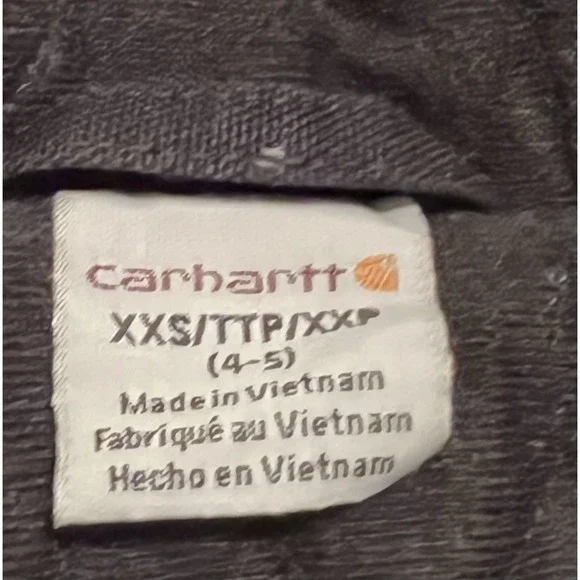 carhartt
XXS/TTP/XXP
(4-5)
Made in Vietnam
Fabriqué au Vietnam
Hecho en Vietnam